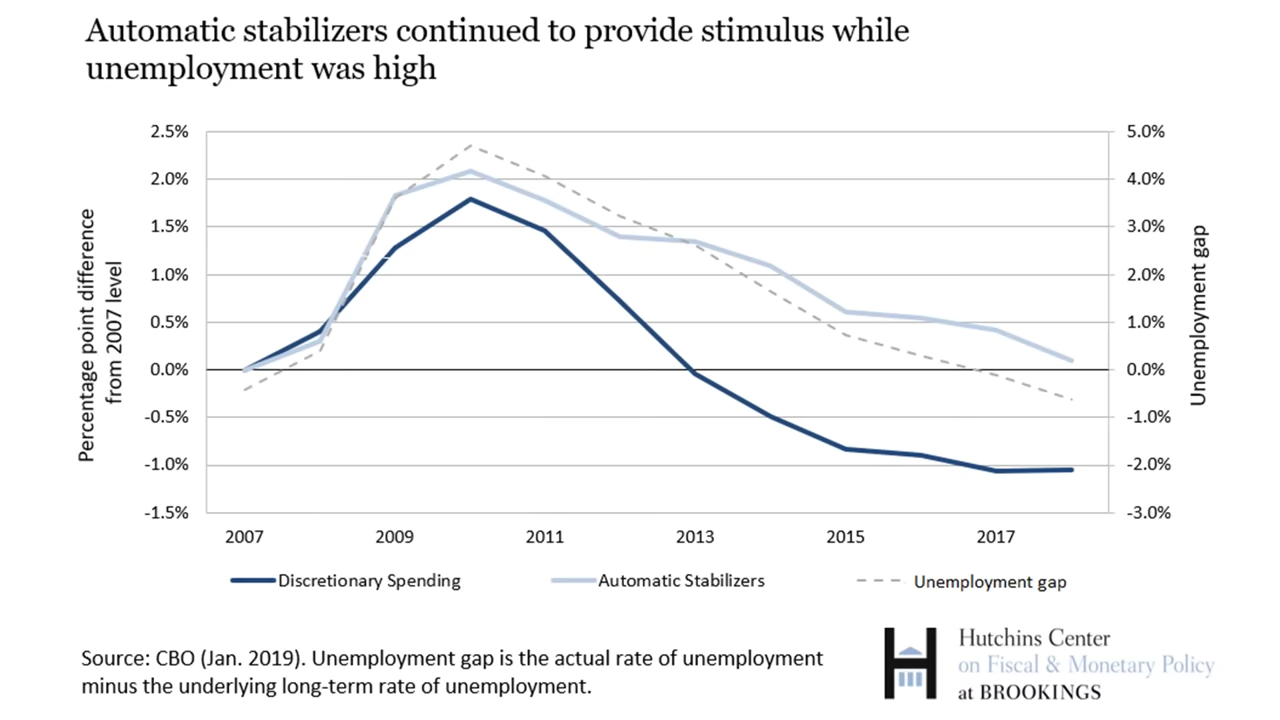 Automatic stabilizers continued to provide stimulus while
unemployment was high
Percentage point difference
from 2007 level
2.5%
2.0%
1.5%
1.0%
0.5%
0.0%
-0.5%
-1.0%
-1.5%
5.0%
4.0%
3.0%
2.0%
1.0%
0.0%
-1.0%
-2.0%
-3.0%
Unemployment gap
2007 2009 2011 2013 2015 2017
Discretionary Spending Automatic Stabilizers Unemployment gap
Source: CBO (Jan. 2019). Unemployment gap is the actual rate of unemployment
minus the underlying long-term rate of unemployment.
Hutchins Center
on Fiscal & Monetary Policy
at BROOKINGS